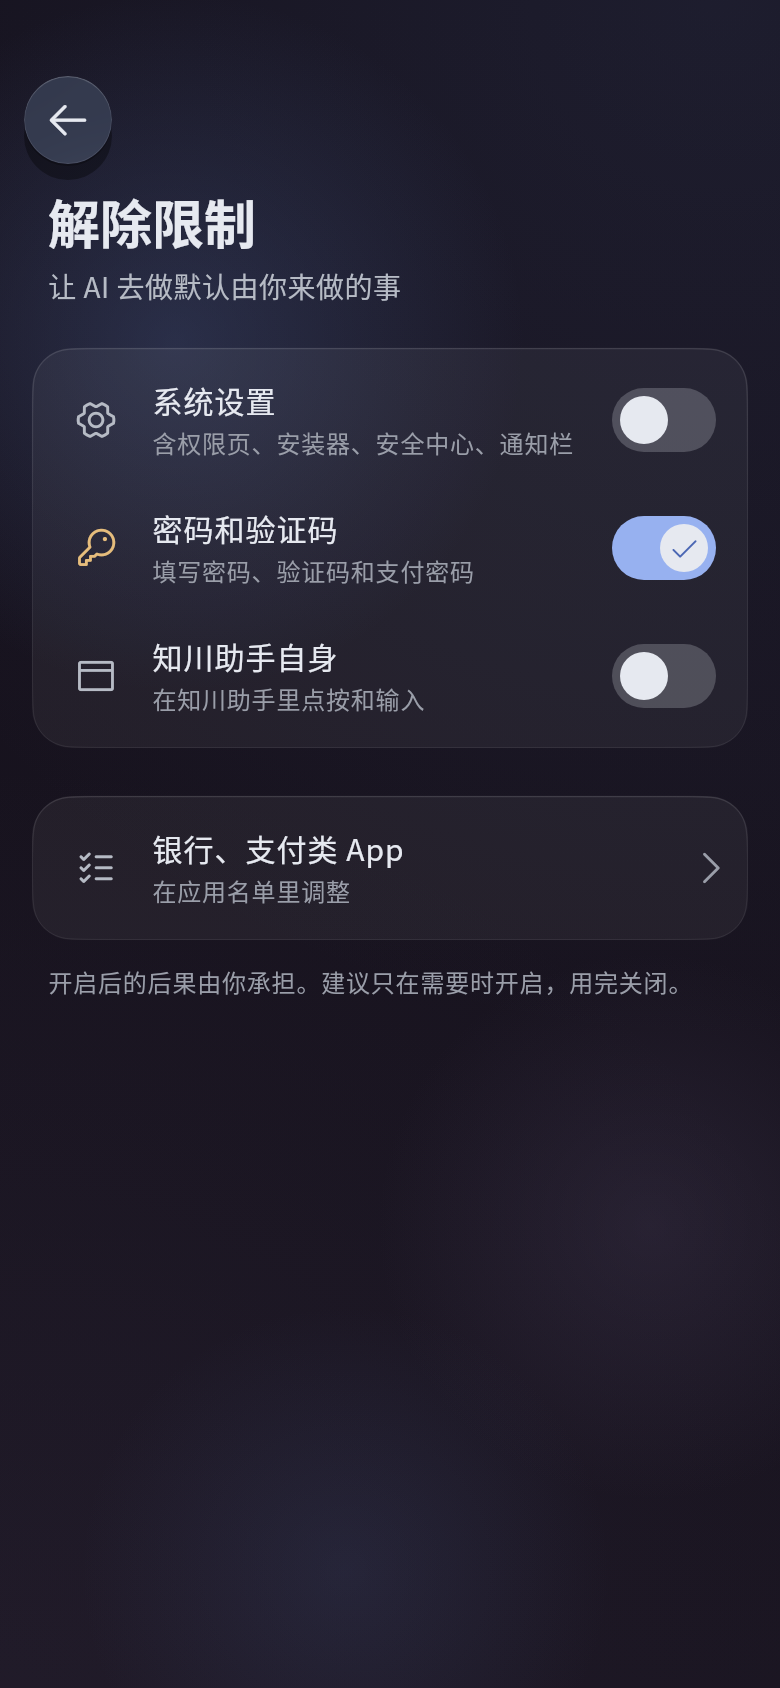 解除限制
让 AI 去做默认由你来做的事
系统设置
含权限页、安装器、安全中心、通知栏
密码和验证码
填写密码、验证码和支付密码
知川助手自身
在知川助手里点按和输入
银行、支付类 App
在应用名单里调整
开启后的后果由你承担。建议只在需要时开启，用完关闭。